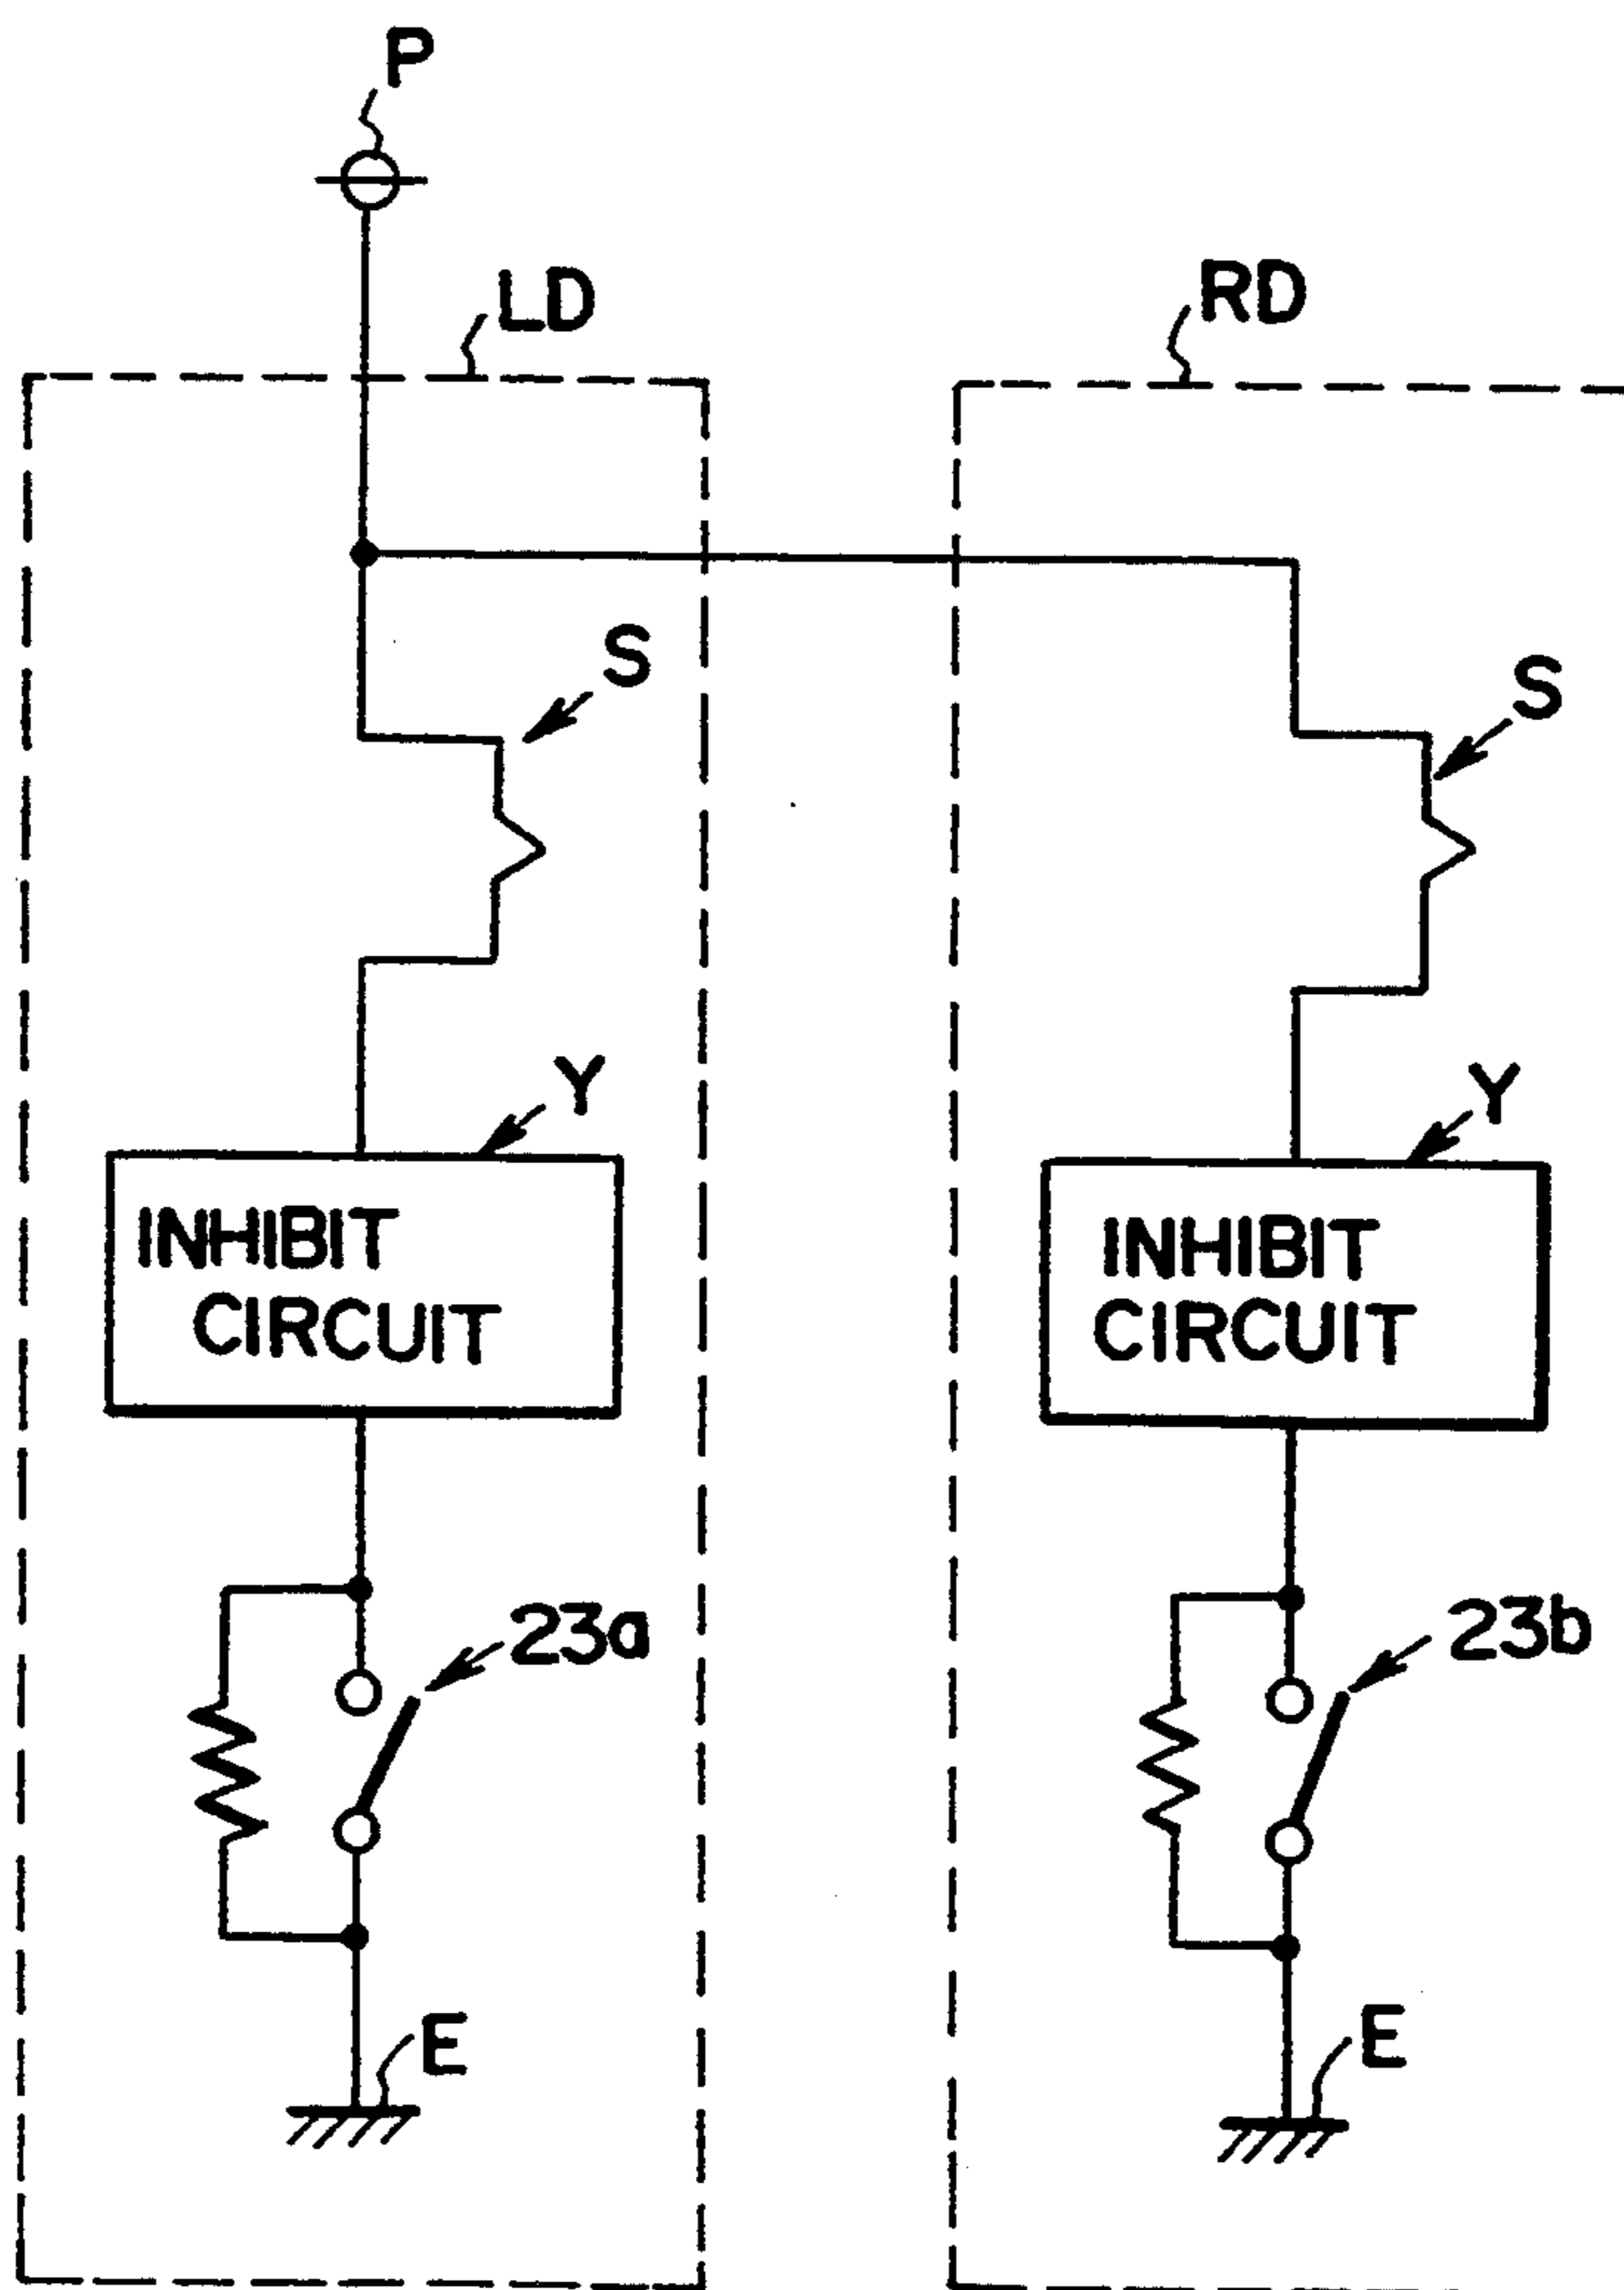 P
LD
RD
S
S
Y
Y
INHIBIT
CIRCUIT
INHIBIT
CIRCUIT
23a
23b
E
E